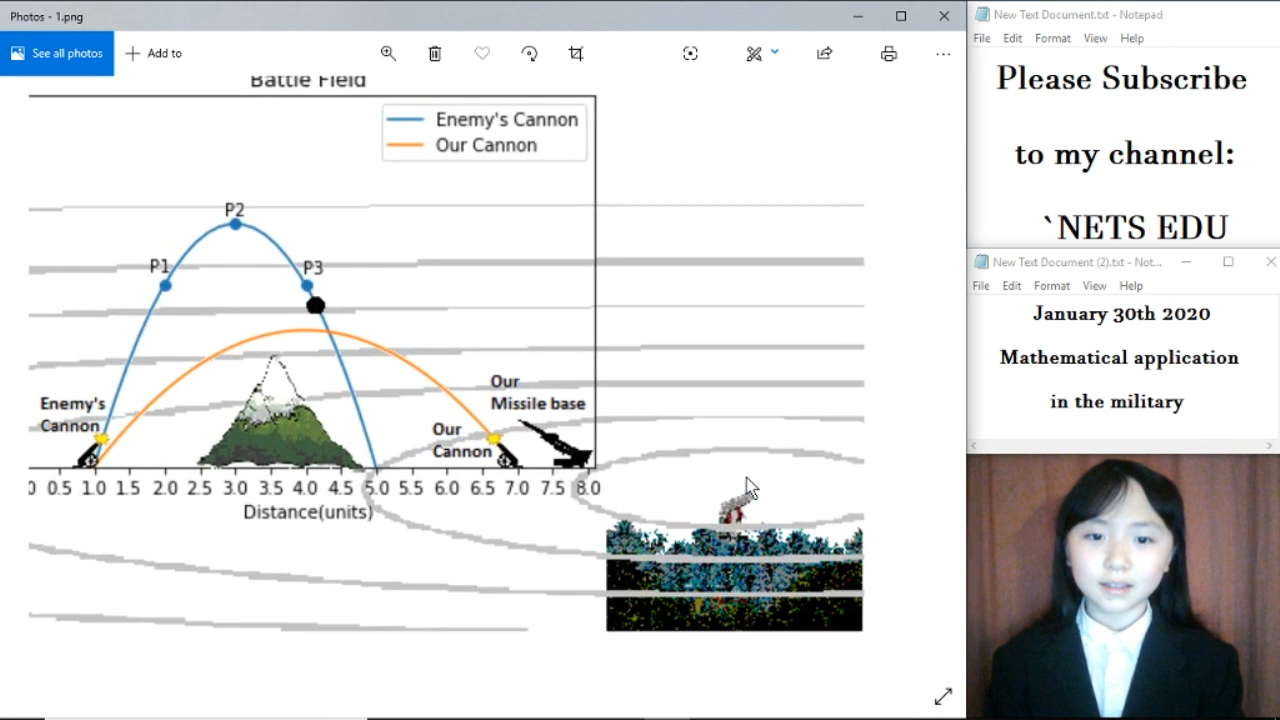 Photos - 1.png
See all photos
Add to
Battle Field
Enemy's Cannon
Our Cannon
P2
P1
P3
Enemy's
Cannon
Our
Missile base
Our
Cannon
0 0.5 1.0 1.5 2.0 2.5 3.0 3.5 4.0 4.5 5.0 5.5 6.0 6.5 7.0 7.5 8.0
Distance(units)
New Text Document.txt - Notepad
File Edit Format View Help
Please Subscribe
to my channel:
`NETS EDU
New Text Document (2).txt - Not...
File Edit Format View Help
January 30th 2020
Mathematical application
in the military